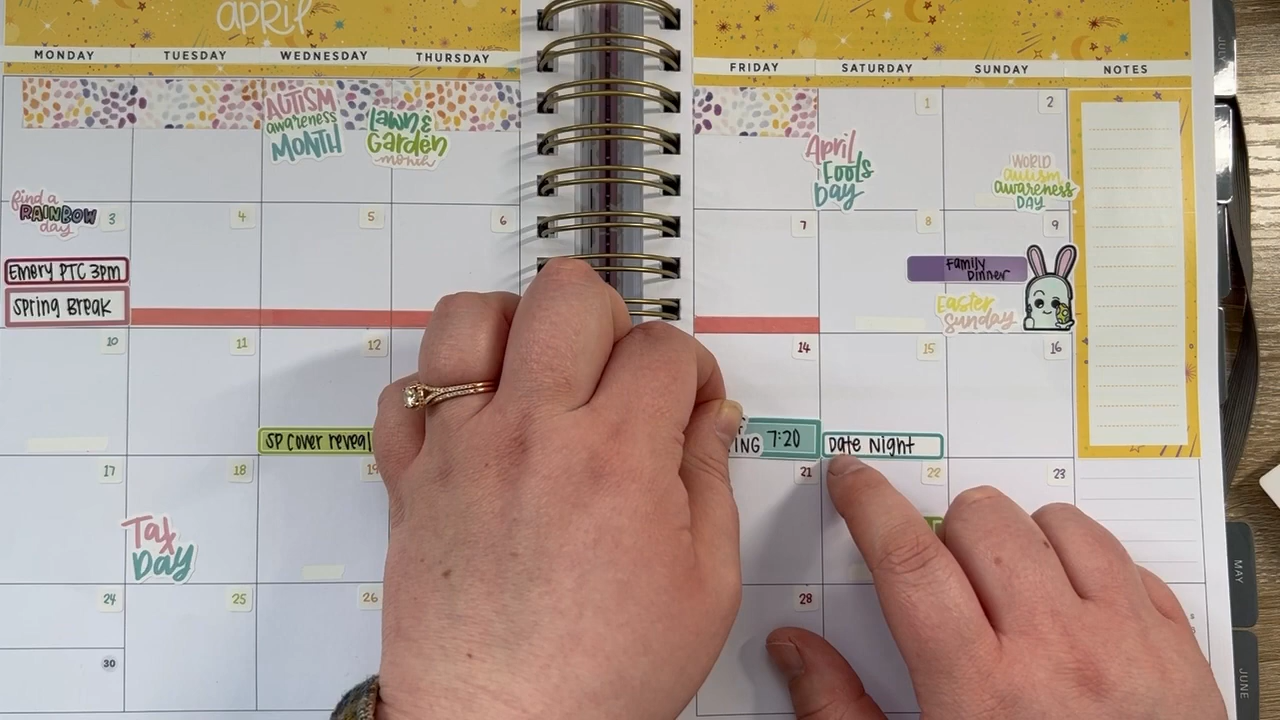 april
MONDAY TUESDAY WEDNESDAY THURSDAY
FRIDAY SATURDAY SUNDAY NOTES
AUTISM
awareness
MONTH
Lawn &
Garden
month
1
2
April
Fools
Day
WORLD
autism
awareness
DAY
find a
RAINBOW
day
3
4
5
6
7
8
9
Emery PTC 3pm
Spring Break
Family
Dinner
Easter
Sunday
10
11
12
14
15
16
SP cover reveal
ING 7:20
Date Night
17
18
19
21
22
23
Tax
Day
24
25
26
28
30
MAY
JUNE